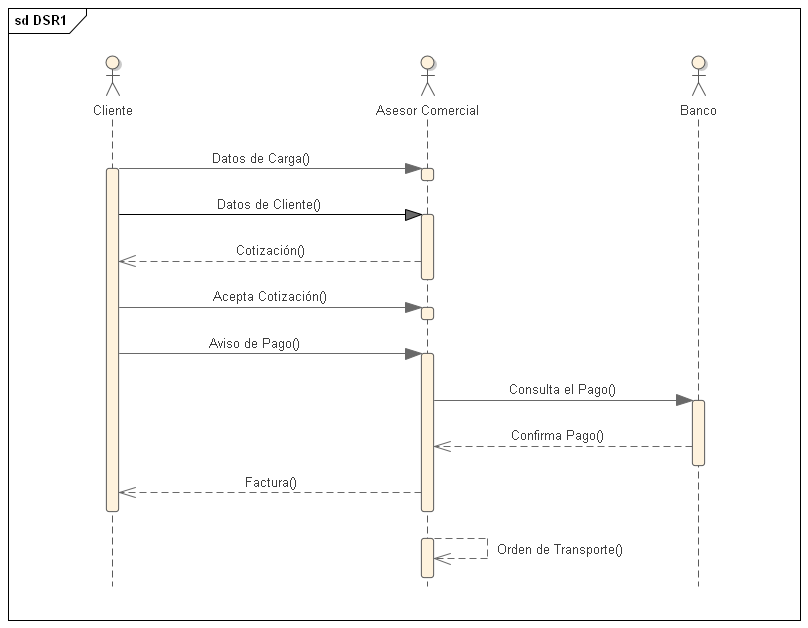 sd DSR1
Cliente
Asesor Comercial
Banco
Datos de Carga()
Datos de Cliente()
Cotización()
Acepta Cotización()
Aviso de Pago()
Consulta el Pago()
Confirma Pago()
Factura()
Orden de Transporte()